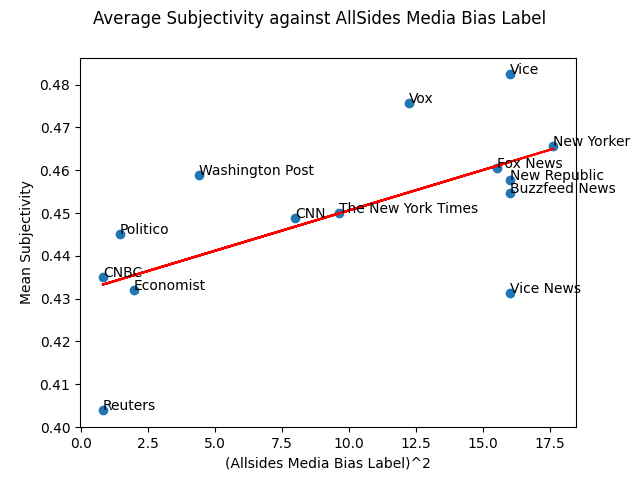 Average Subjectivity against AllSides Media Bias Label
Vice
0.48
Vox
0.47
New Yorker
Fox News
0.46
Washington Post
New Republic
Buzzfeed News
0.45
The New York Times
CNN
Politico
0.44
CNBC
Economist
Vice News
0.43
0.42
0.41
Reuters
0.40
Mean Subjectivity
0.0 2.5 5.0 7.5 10.0 12.5 15.0 17.5
(Allsides Media Bias Label)^2